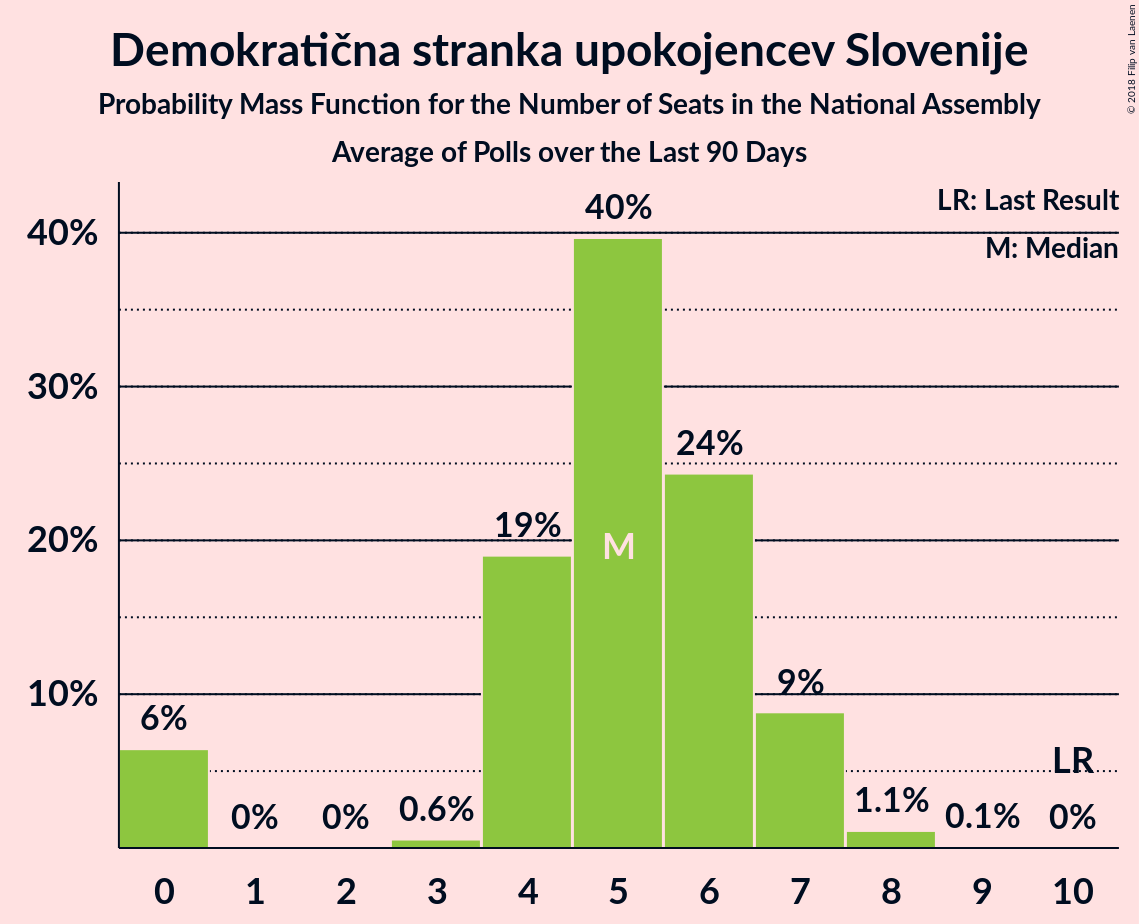 Demokratična stranka upokojencev Slovenije
Probability Mass Function for the Number of Seats in the National Assembly
Average of Polls over the Last 90 Days
© 2018 Filip van Laenen
LR: Last Result
M: Median
40%
30%
20%
10%
6%
0%
0%
0.6%
19%
40%
M
24%
9%
1.1%
0.1%
LR
0%
0 1 2 3 4 5 6 7 8 9 10